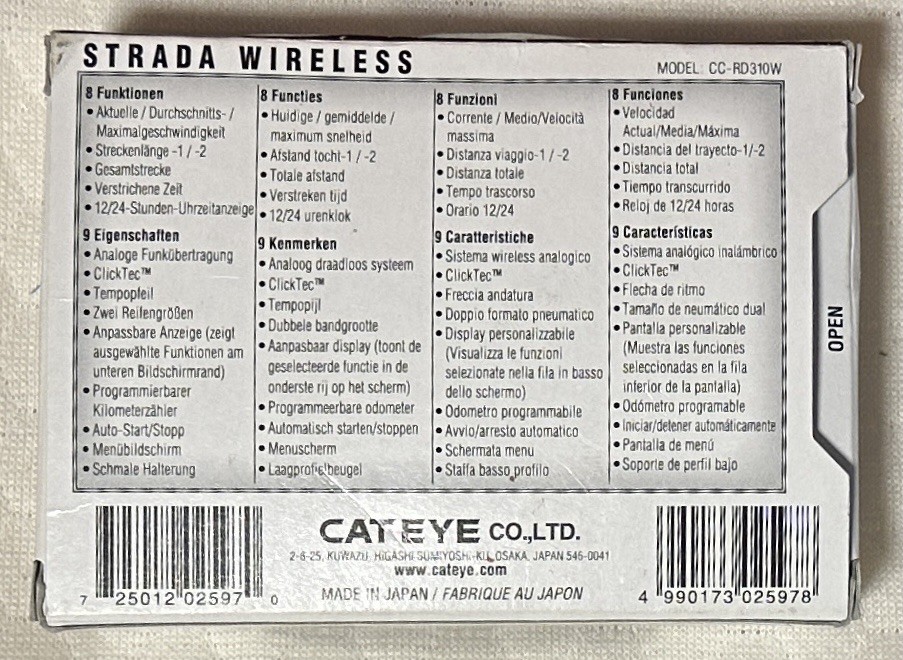 STRADA WIRELESS
MODEL: CC-RD310W
8 Funktionen
• Aktuelle / Durchschnitts- /
Maximalgeschwindigkeit
• Streckenlänge -1 / -2
• Gesamtstrecke
• Verstrichene Zeit
• 12/24-Stunden-Uhrzeitanzeige
9 Eigenschaften
• Analoge Funkübertragung
• ClickTec™
• Tempopfeil
• Zwei Reifengrößen
• Anpassbare Anzeige (zeigt
ausgewählte Funktionen am
unteren Bildschirmrand)
• Programmierbarer
Kilometerzähler
• Auto-Start/Stopp
• Menübildschirm
• Schmale Halterung
8 Functies
• Huidige / gemiddelde /
maximum snelheid
• Afstand tocht-1 / -2
• Totale afstand
• Verstreken tijd
• 12/24 urenklok
9 Kenmerken
• Analoog draadloos systeem
• ClickTec™
• Tempopijl
• Dubbele bandgrootte
• Aanpasbaar display (toont de
geselecteerde functie in de
onderste rij op het scherm)
• Programmeerbare odometer
• Automatisch starten/stoppen
• Menuscherm
• Laagprofielbeugel
8 Funzioni
• Corrente / Medio/Velocità
massima
• Distanza viaggio-1 / -2
• Distanza totale
• Tempo trascorso
• Orario 12/24
9 Caratteristiche
• Sistema wireless analogico
• ClickTec™
• Freccia andatura
• Doppio formato pneumatico
• Display personalizzabile
(Visualizza le funzioni
selezionate nella fila in basso
dello schermo)
• Odometro programmabile
• Avvio/arresto automatico
• Schermata menu
• Staffa basso profilo
8 Funciones
• Velocidad
Actual/Media/Máxima
• Distancia del trayecto-1/-2
• Distancia total
• Tiempo transcurrido
• Reloj de 12/24 horas
9 Características
• Sistema analógico inalámbrico
• ClickTec™
• Flecha de ritmo
• Tamaño de neumático dual
• Pantalla personalizable
(Muestra las funciones
seleccionadas en la fila
inferior de la pantalla)
• Odómetro programable
• Iniciar/detener automáticamente
• Pantalla de menú
• Soporte de perfil bajo
OPEN
CATEYE CO.,LTD.
2-8-25, KUWAZU, HIGASHI SUMIYOSHI-KU, OSAKA, JAPAN 546-0041
www.cateye.com
MADE IN JAPAN / FABRIQUE AU JAPON
7 25012 02597 0
4 990173 025978